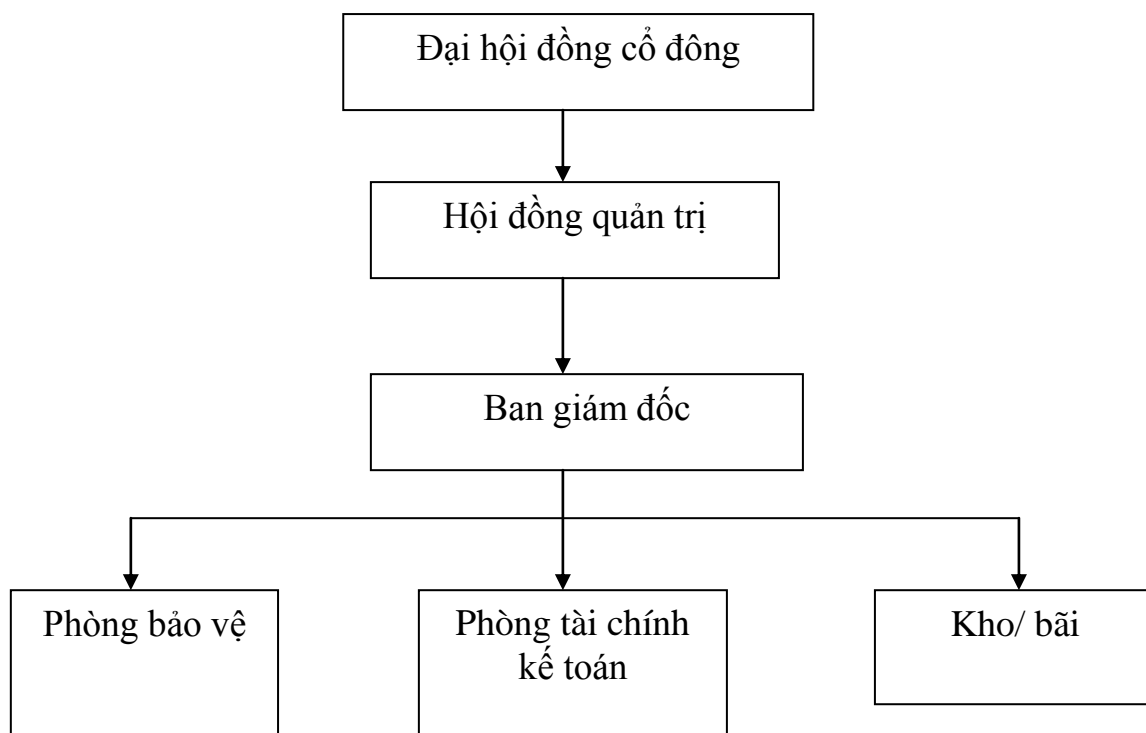 Đại hội đồng cổ đông
Hội đồng quản trị
Ban giám đốc
Phòng bảo vệ
Phòng tài chính
kế toán
Kho/ bãi